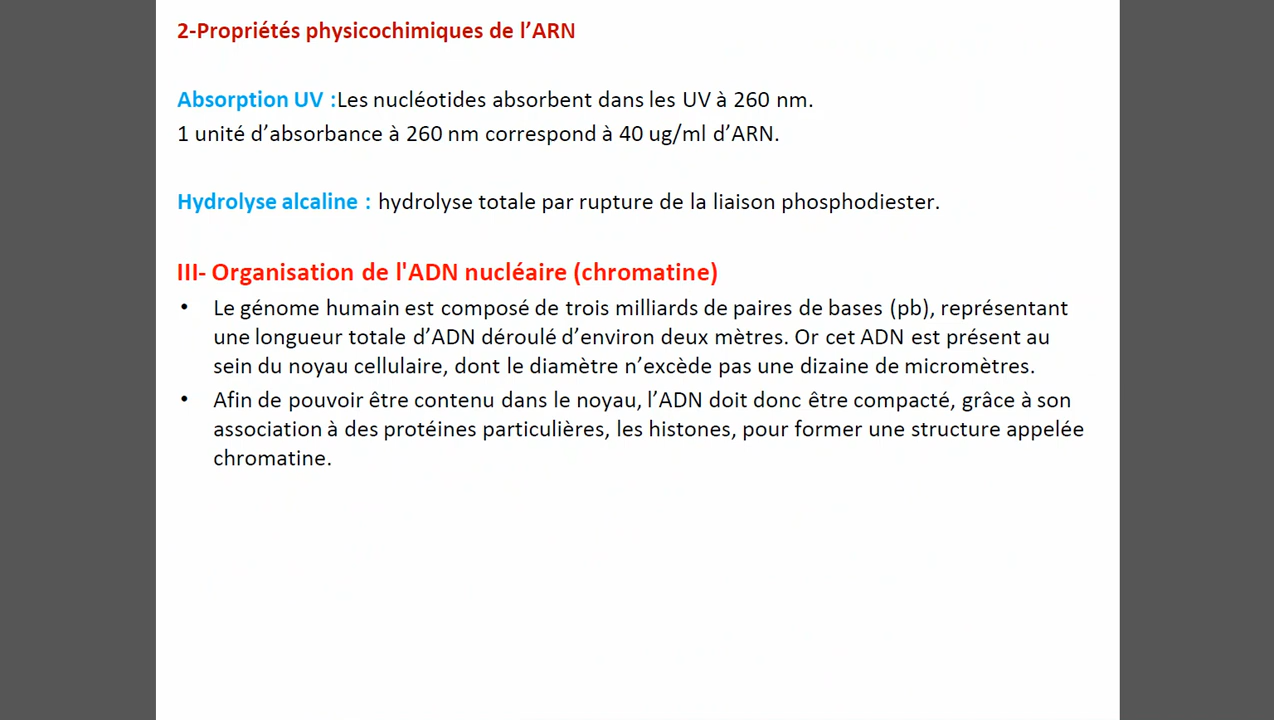 2-Propriétés physicochimiques de l’ARN
Absorption UV :Les nucléotides absorbent dans les UV à 260 nm.
1 unité d’absorbance à 260 nm correspond à 40 ug/ml d’ARN.
Hydrolyse alcaline : hydrolyse totale par rupture de la liaison phosphodiester.
III- Organisation de l'ADN nucléaire (chromatine)
• Le génome humain est composé de trois milliards de paires de bases (pb), représentant
une longueur totale d’ADN déroulé d’environ deux mètres. Or cet ADN est présent au
sein du noyau cellulaire, dont le diamètre n’excède pas une dizaine de micromètres.
• Afin de pouvoir être contenu dans le noyau, l’ADN doit donc être compacté, grâce à son
association à des protéines particulières, les histones, pour former une structure appelée
chromatine.